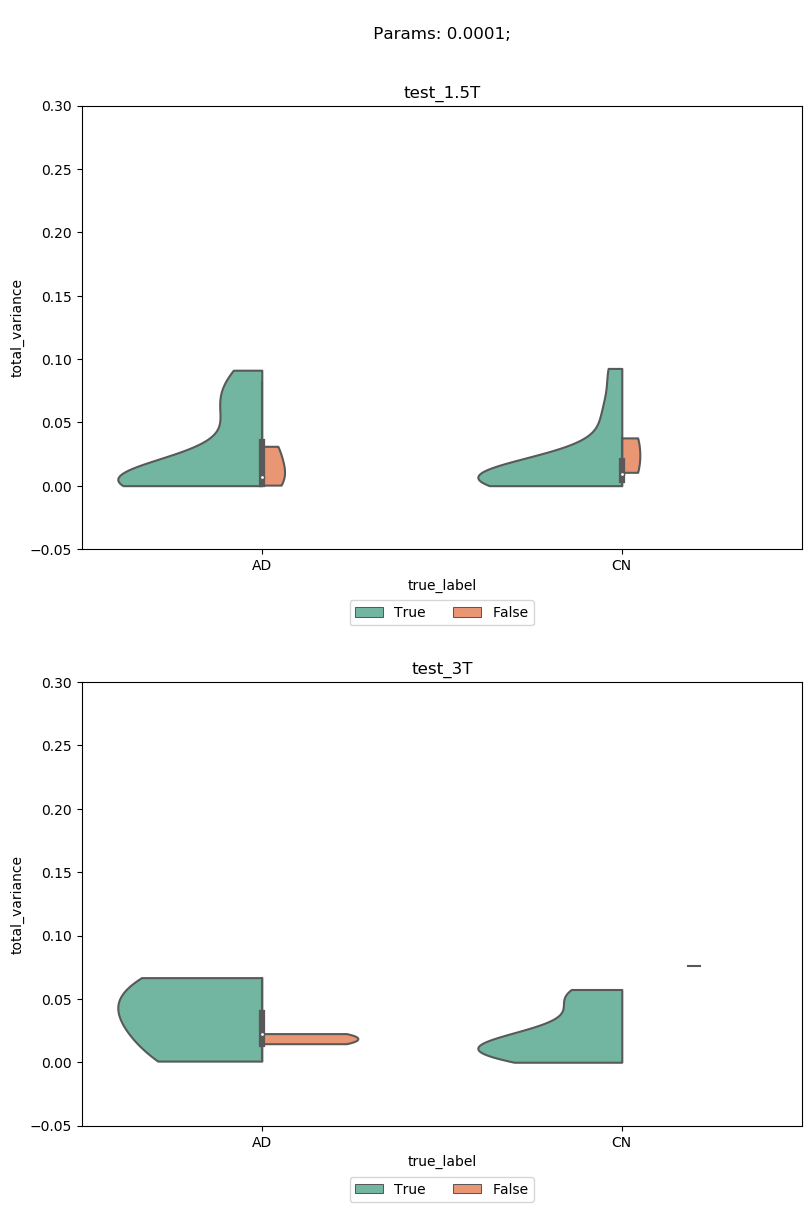 Params: 0.0001;
test_1.5T
0.30
0.25
0.20
0.15
0.10
0.05
0.00
−0.05
total_variance
AD CN
true_label
True False
test_3T
0.30
0.25
0.20
0.15
0.10
0.05
0.00
−0.05
total_variance
AD CN
true_label
True False